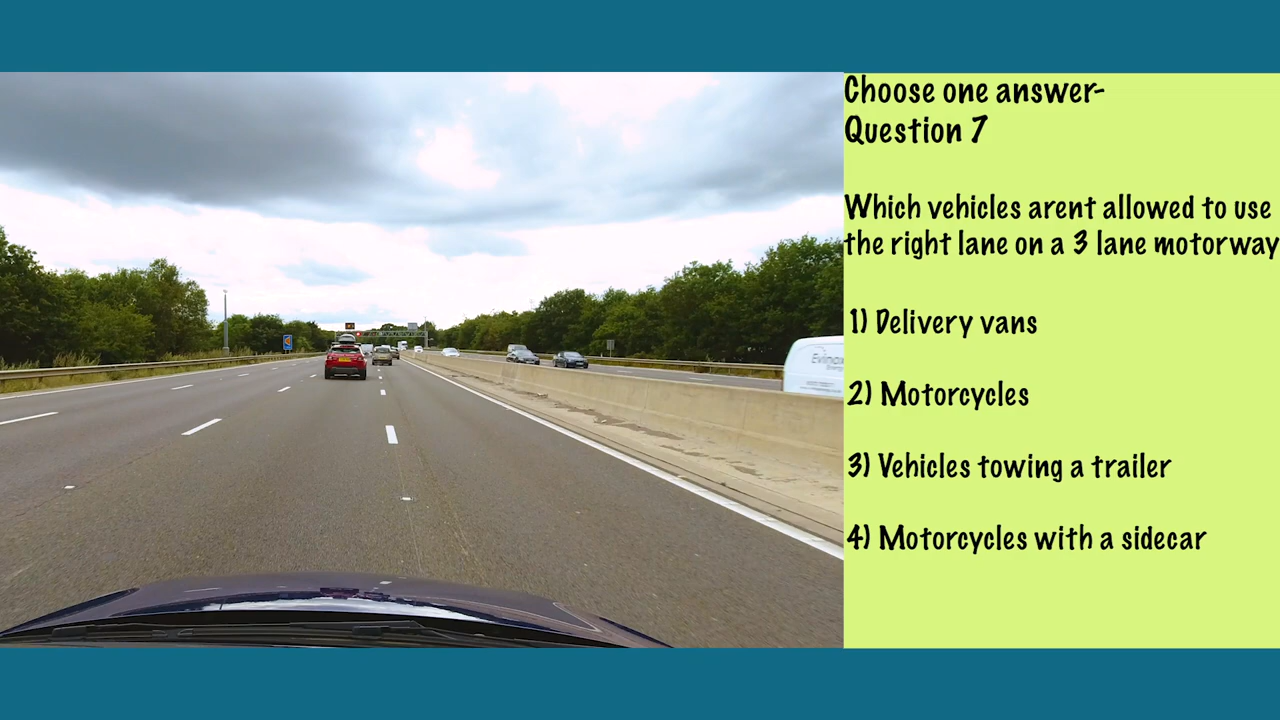 Choose one answer-
Question 7
Which vehicles arent allowed to use
the right lane on a 3 lane motorway
1) Delivery vans
2) Motorcycles
3) Vehicles towing a trailer
4) Motorcycles with a sidecar